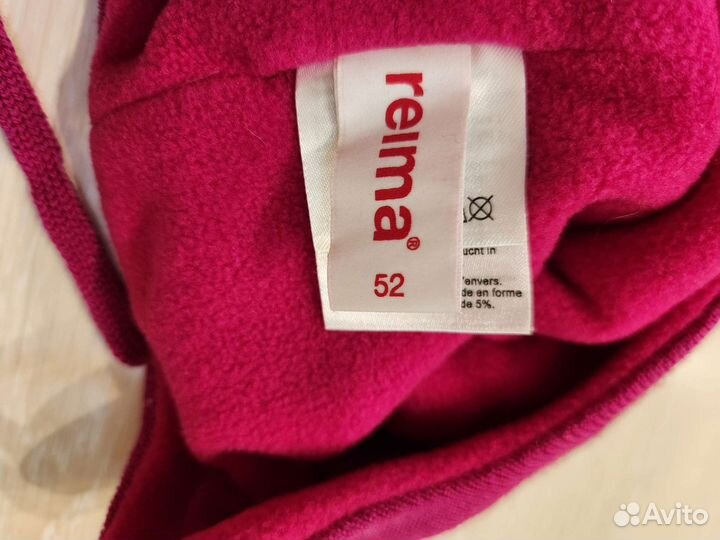 reima®
52
ucht in
'envers.
de en forme
de 5%.
Avito